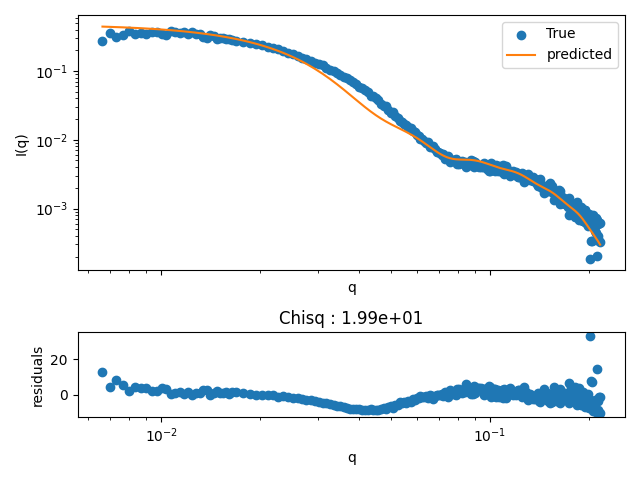 10⁻¹
10⁻²
10⁻³
I(q)
True
predicted
q
Chisq : 1.99e+01
20
0
residuals
10⁻²
10⁻¹
q